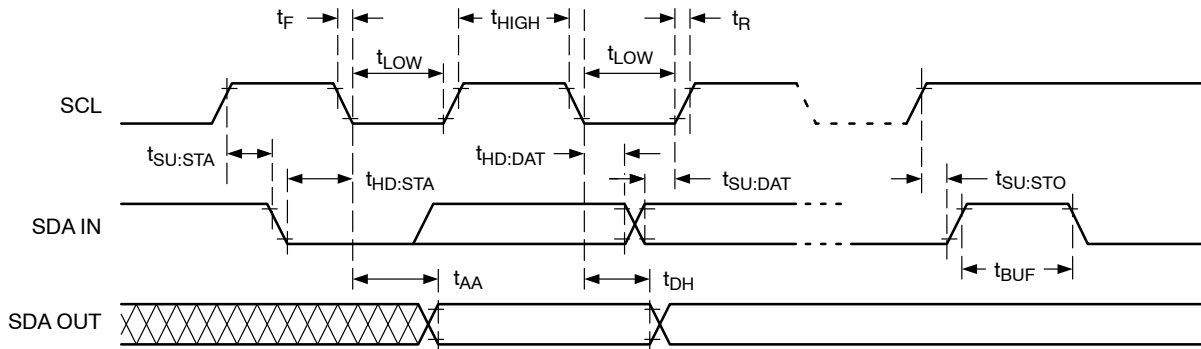 tF
tHIGH
tR
tLOW
tLOW
SCL
tSU:STA
tHD:STA
tHD:DAT
tSU:DAT
tSU:STO
SDA IN
tAA
tDH
tBUF
SDA OUT